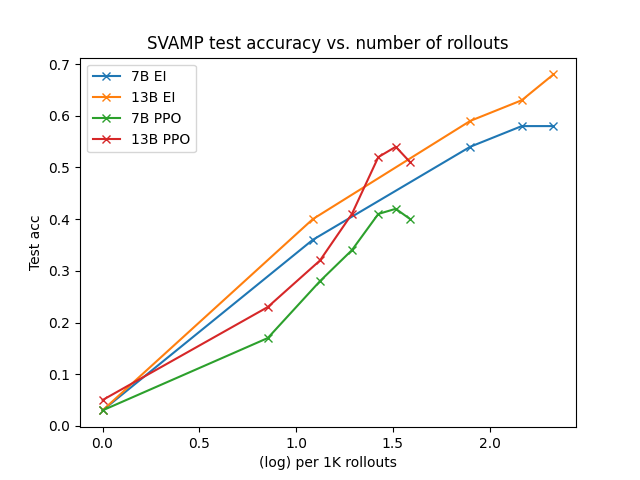 SVAMP test accuracy vs. number of rollouts
7B EI
13B EI
7B PPO
13B PPO
Test acc
0.7
0.6
0.5
0.4
0.3
0.2
0.1
0.0
0.0 0.5 1.0 1.5 2.0
(log) per 1K rollouts